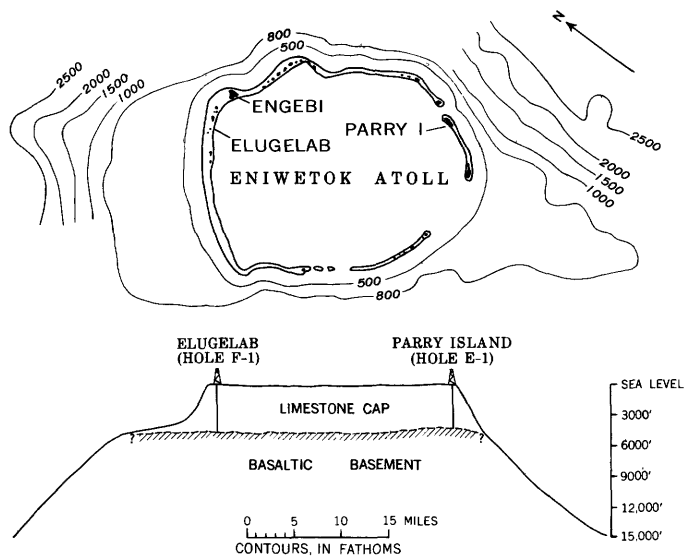 2500
2000
1500
1000
800
500
N
ENGEBI
ELUGELAB
PARRY I
ENIWETOK ATOLL
2500
2000
1500
1000
500
800
ELUGELAB
(HOLE F-1)
PARRY ISLAND
(HOLE E-1)
SEA LEVEL
3000'
6000'
9000'
12,000'
15,000'
LIMESTONE CAP
? ?
BASALTIC BASEMENT
0 5 10 15 MILES
CONTOURS, IN FATHOMS